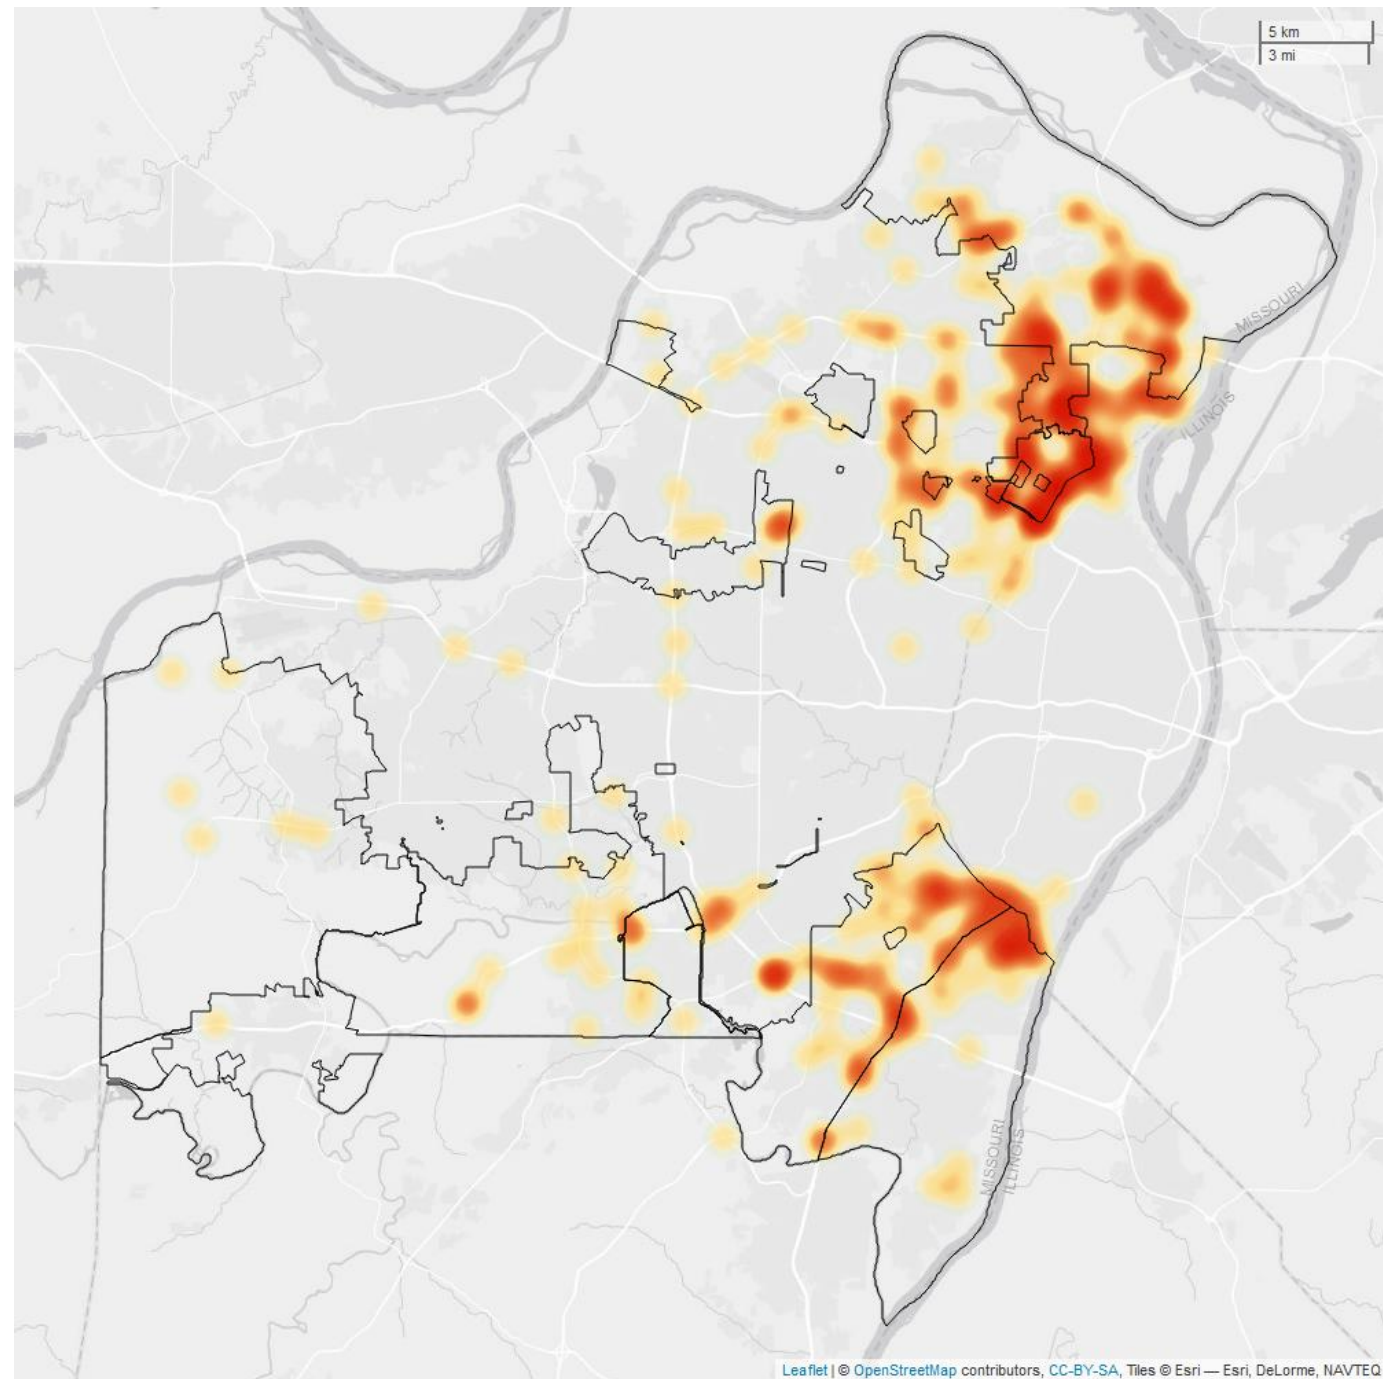 5 km
3 mi
MISSOURI
ILLINOIS
MISSOURI
ILLINOIS
Leaflet | © OpenStreetMap contributors, CC-BY-SA, Tiles © Esri — Esri, DeLorme, NAVTEQ